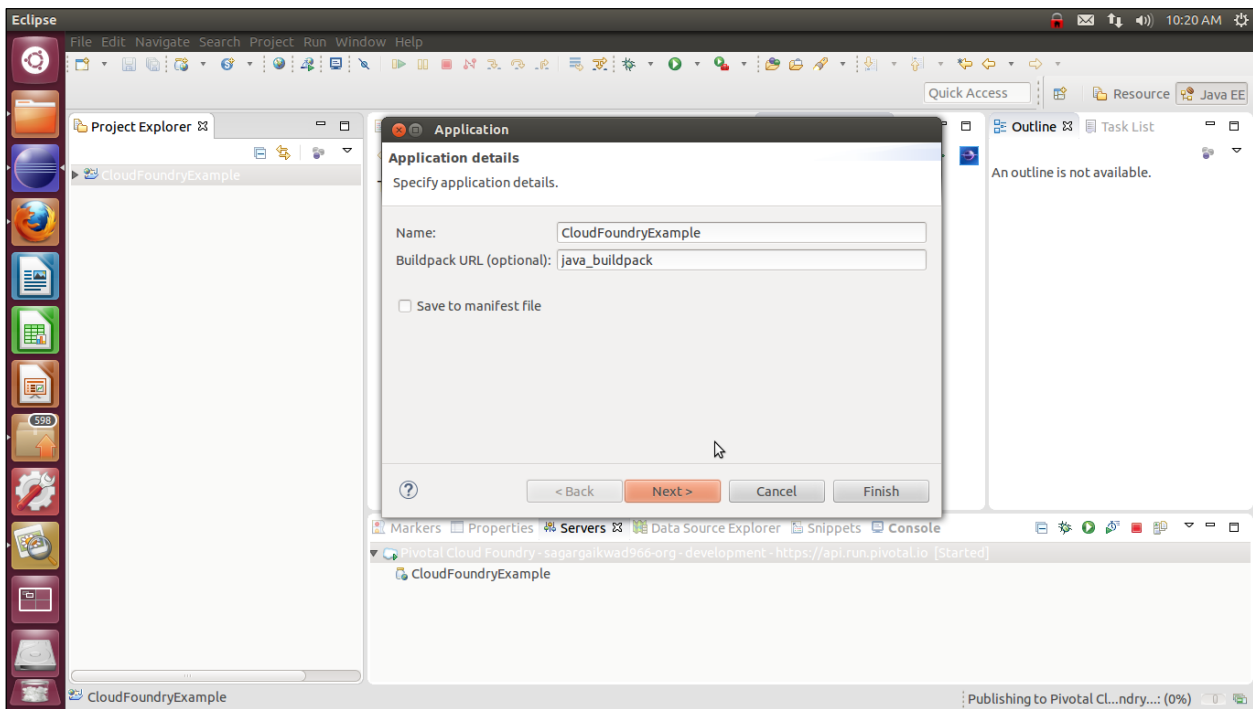 Eclipse
10:20 AM
File Edit Navigate Search Project Run Window Help
Quick Access
Resource
Java EE
Project Explorer
CloudFoundryExample
Application
Application details
Specify application details.
Name: CloudFoundryExample
Buildpack URL (optional): java_buildpack
Save to manifest file
? < Back Next > Cancel Finish
Outline Task List
An outline is not available.
598
Markers Properties Servers Data Source Explorer Snippets Console
Pivotal Cloud Foundry - sagargaikwad966-org - development - https://api.run.pivotal.io [Started]
CloudFoundryExample
CloudFoundryExample
Publishing to Pivotal Cl...ndry...: (0%)